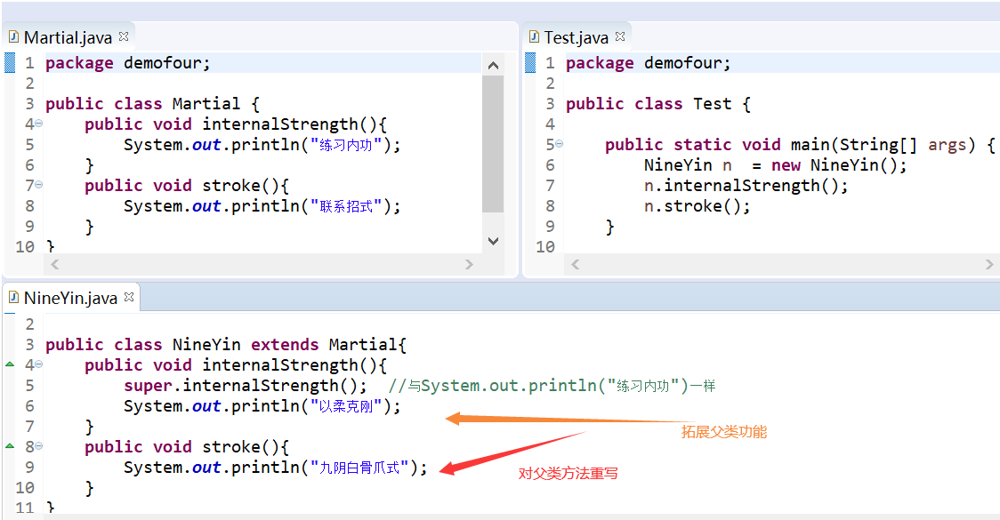 Martial.java
1 package demofour;
2
3 public class Martial {
4 public void internalStrength(){
5 System.out.println("练习内功");
6 }
7 public void stroke(){
8 System.out.println("联系招式");
9 }
10 }
Test.java
1 package demofour;
2
3 public class Test {
4
5 public static void main(String[] args) {
6 NineYin n  = new NineYin();
7 n.internalStrength();
8 n.stroke();
9 }
10
NineYin.java
2
3 public class NineYin extends Martial{
4 public void internalStrength(){
5 super.internalStrength();  //与System.out.println("练习内功")一样
6 System.out.println("以柔克刚");
7 }
拓展父类功能
8 public void stroke(){
9 System.out.println("九阴白骨爪式");
对父类方法重写
10 }
11 }